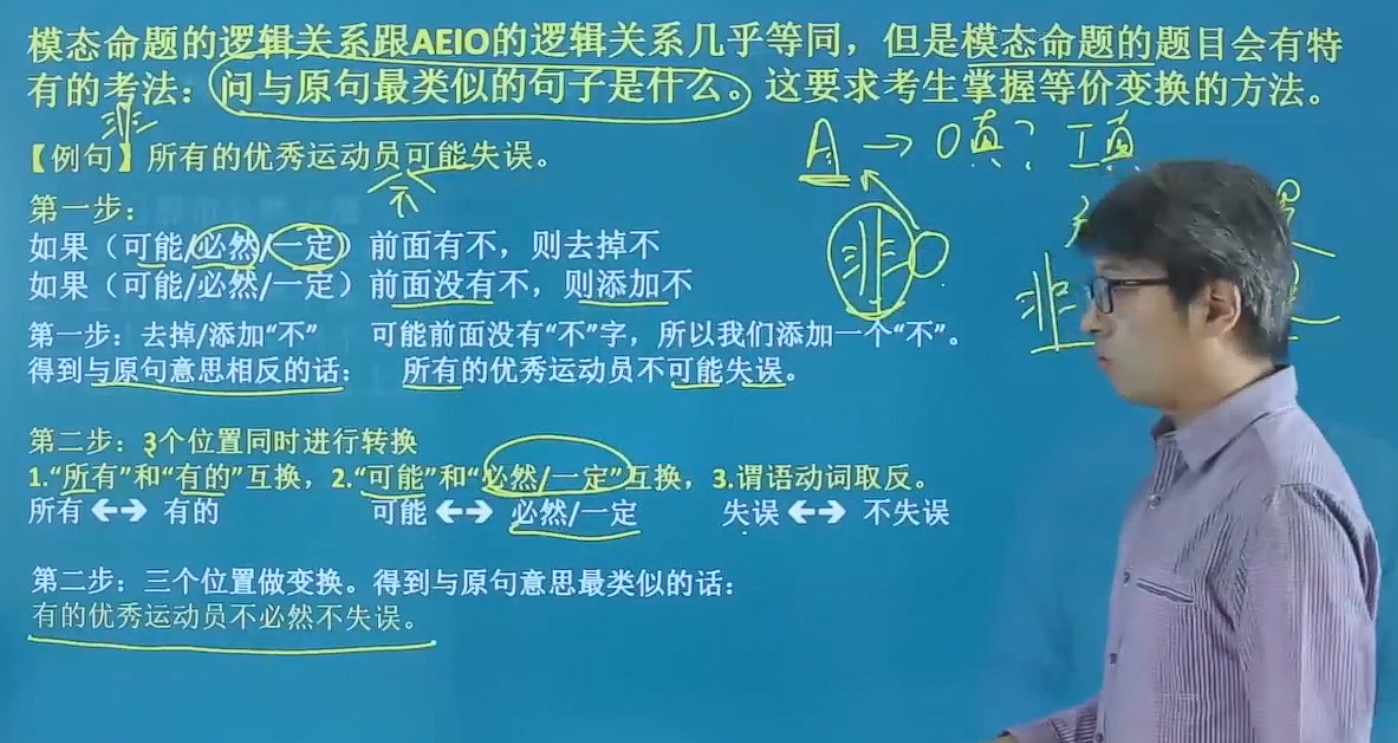 模态命题的逻辑关系跟AEIO的逻辑关系几乎等同，但是模态命题的题目会有特
有的考法：问与原句最类似的句子是什么。这要求考生掌握等价变换的方法。
非
A → O真? I真
【例句】所有的优秀运动员可能失误。
不
第一步：
如果（可能/必然/一定）前面有不，则去掉不
非
非
如果（可能/必然/一定）前面没有不，则添加不
第一步：去掉/添加“不” 可能前面没有“不”字，所以我们添加一个“不”。
得到与原句意思相反的话： 所有的优秀运动员不可能失误。
第二步：3个位置同时进行转换
1.“所有”和“有的”互换，2.“可能”和“必然/一定”互换，3.谓语动词取反。
所有 ←→ 有的 可能 ←→ 必然/一定 失误 ←→ 不失误
第二步：三个位置做变换。得到与原句意思最类似的话：
有的优秀运动员不必然不失误。